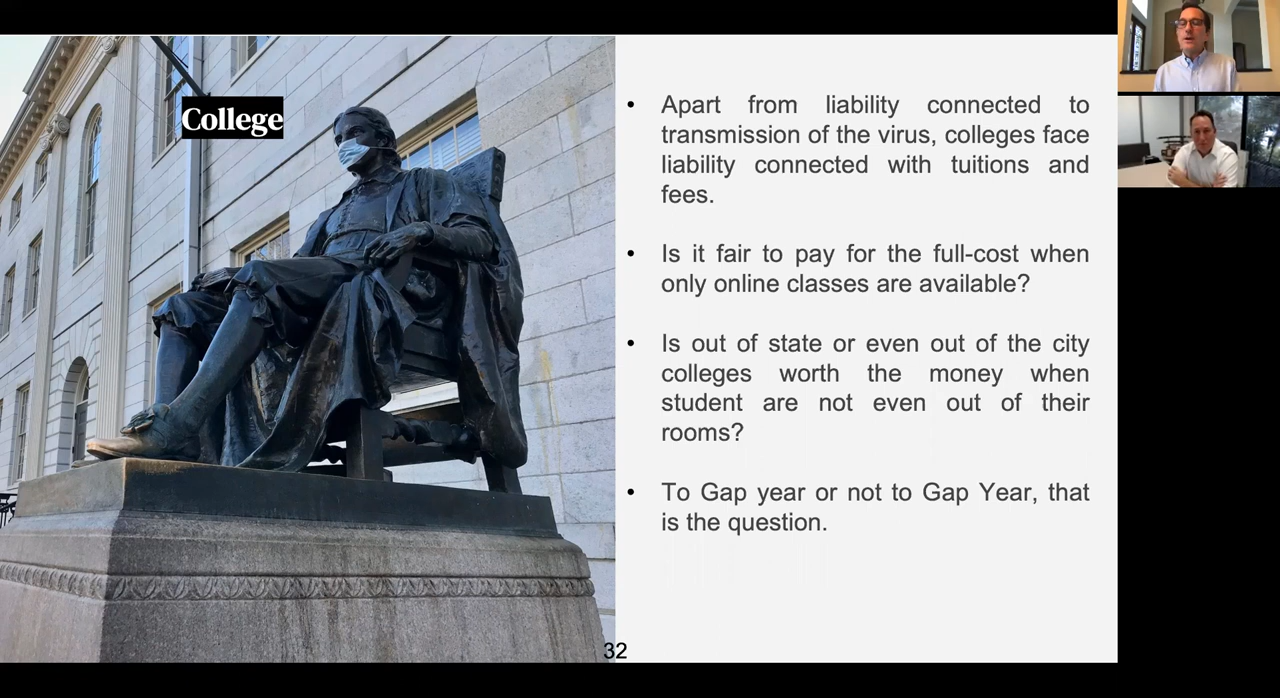 College
• Apart from liability connected to
transmission of the virus, colleges face
liability connected with tuitions and
fees.
• Is it fair to pay for the full-cost when
only online classes are available?
• Is out of state or even out of the city
colleges worth the money when
student are not even out of their
rooms?
• To Gap year or not to Gap Year, that
is the question.
32